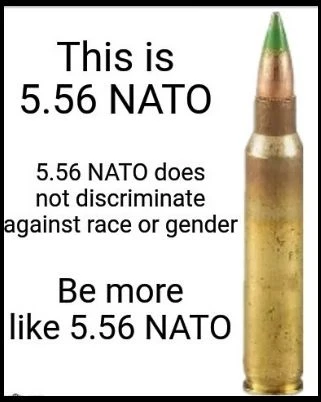 This is
5.56 NATO
5.56 NATO does
not discriminate
against race or gender
Be more
like 5.56 NATO